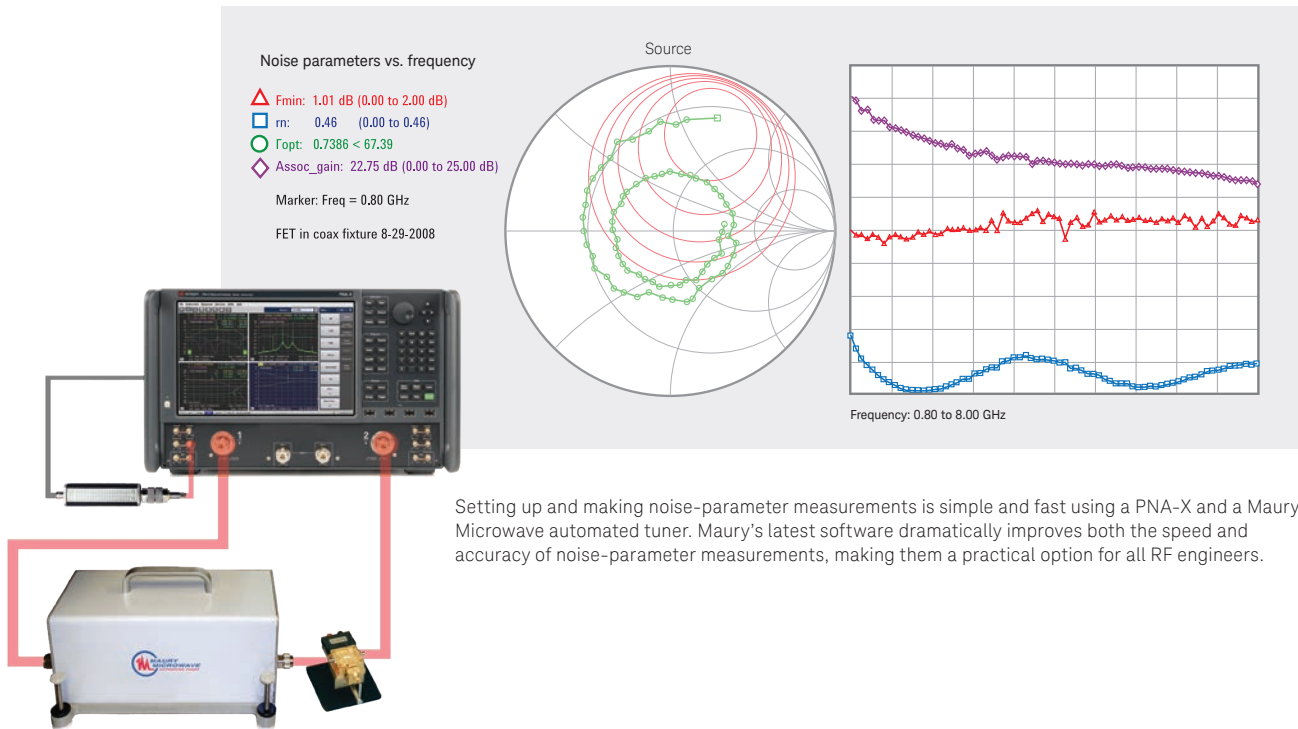 Noise parameters vs. frequency
Fmin: 1.01 dB (0.00 to 2.00 dB)
rn: 0.46 (0.00 to 0.46)
Γopt: 0.7386 < 67.39
Assoc_gain: 22.75 dB (0.00 to 25.00 dB)
Marker: Freq = 0.80 GHz
FET in coax fixture 8-29-2008
Source
Frequency: 0.80 to 8.00 GHz
PNA-X
1
2
Setting up and making noise-parameter measurements is simple and fast using a PNA-X and a Maury
Microwave automated tuner. Maury's latest software dramatically improves both the speed and
accuracy of noise-parameter measurements, making them a practical option for all RF engineers.
MAURY
MICROWAVE